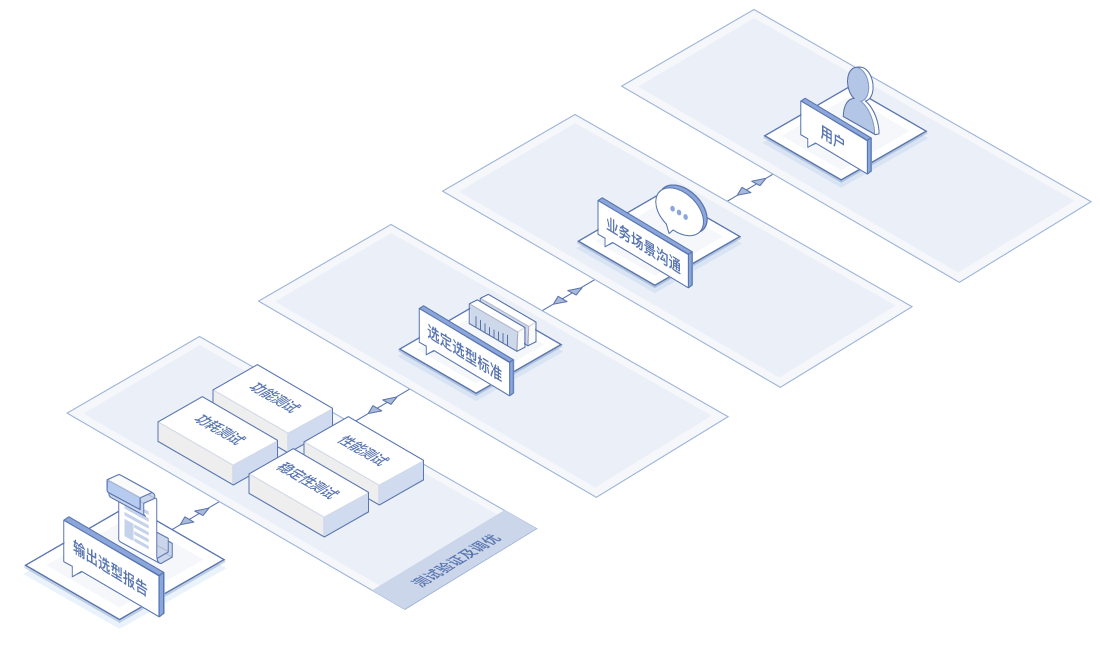 用户
业务场景沟通
选定选型标准
功能测试
功耗测试
性能测试
稳定性测试
测试验证及调优
输出选型报告